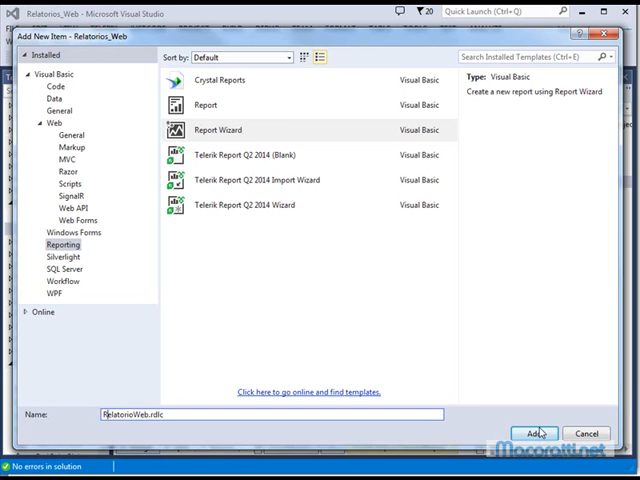 Relatorios_Web - Microsoft Visual Studio
20
Quick Launch (Ctrl+Q)
Add New Item - Relatorios_Web
Installed
Sort by: Default
Search Installed Templates (Ctrl+E)
Visual Basic
Code
Data
General
Web
General
Markup
MVC
Razor
Scripts
SignalR
Web API
Web Forms
Windows Forms
Reporting
Silverlight
SQL Server
Workflow
WPF
Online
Crystal Reports Visual Basic
Report Visual Basic
Report Wizard Visual Basic
Telerik Report Q2 2014 (Blank) Visual Basic
Telerik Report Q2 2014 Import Wizard Visual Basic
Telerik Report Q2 2014 Wizard Visual Basic
Type: Visual Basic
Create a new report using Report Wizard
Click here to go online and find templates.
Name: RelatorioWeb.rdlc
Add
Cancel
Macoratti.net
No errors in solution